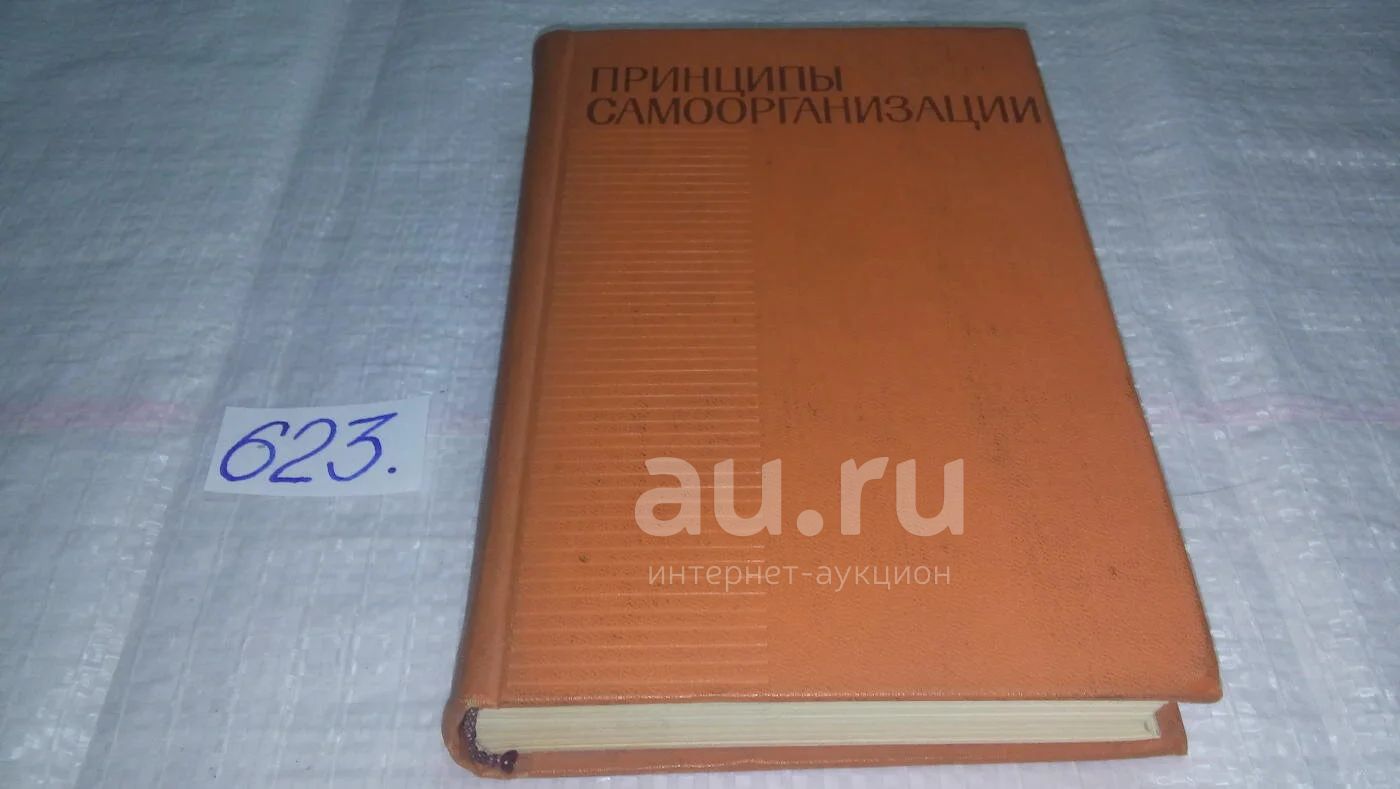 ПРИНЦИПЫ
САМООРГАНИЗАЦИИ
623.
au.ru
интернет-аукцион